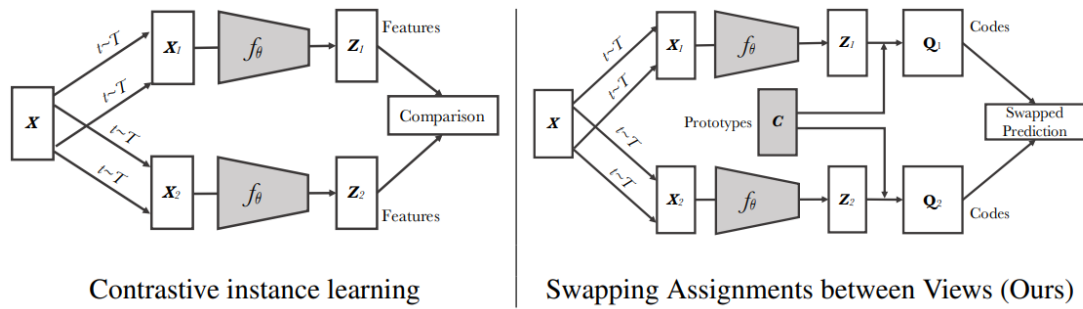 t~T
X₁
fθ
Z₁
Features
t~T
X
Comparison
t~T
t~T
X₂
fθ
Z₂
Features
Contrastive instance learning
t~T
X₁
fθ
Z₁
Q₁
Codes
t~T
X
Prototypes
C
Swapped
Prediction
t~T
t~T
X₂
fθ
Z₂
Q₂
Codes
Swapping Assignments between Views (Ours)